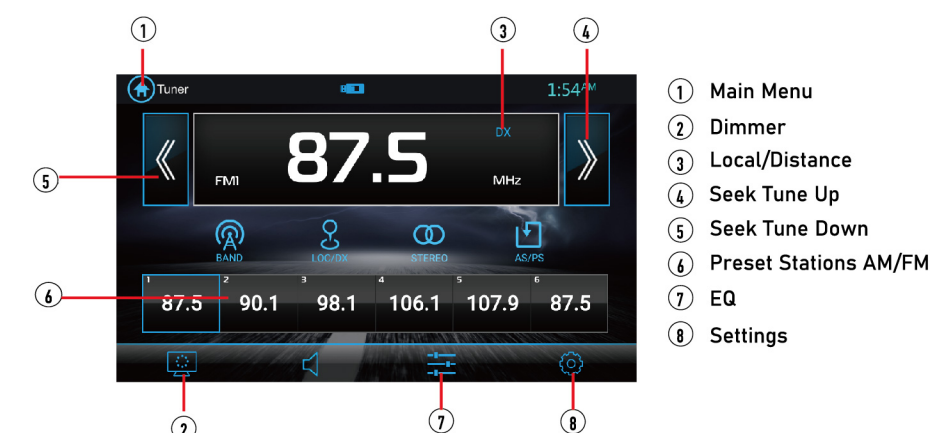 1
3
4
Tuner
1:54 AM
DX
87.5
FM1
MHz
5
BAND
LOC/DX
STEREO
AS/PS
6
1 2 3 4 5 6
87.5 90.1 98.1 106.1 107.9 87.5
2
7
8
1 Main Menu
2 Dimmer
3 Local/Distance
4 Seek Tune Up
5 Seek Tune Down
6 Preset Stations AM/FM
7 EQ
8 Settings